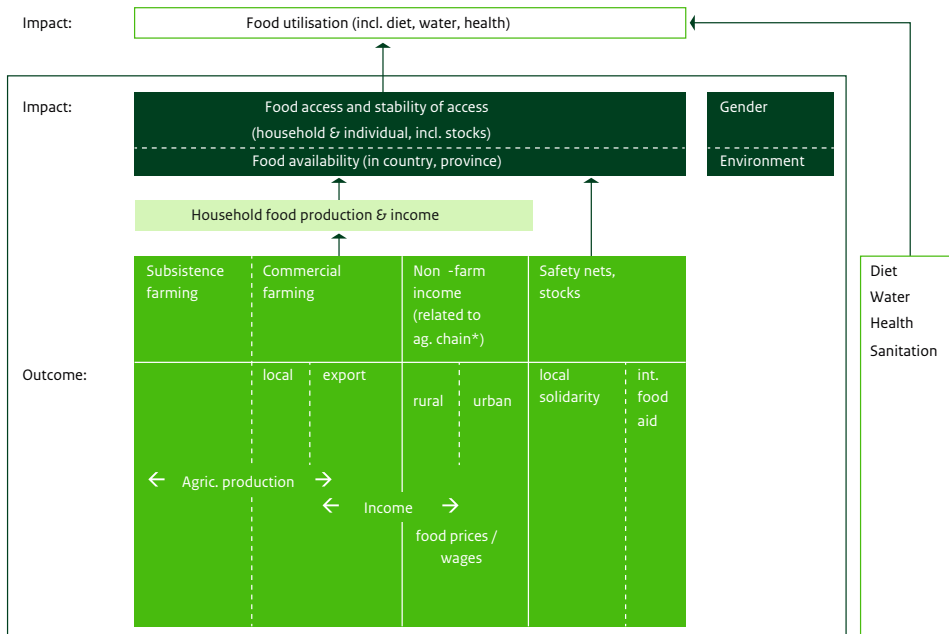 Impact:
Food utilisation (incl. diet, water, health)
Impact:
Food access and stability of access
(household & individual, incl. stocks)
Food availability (in country, province)
Gender
Environment
Household food production & income
Subsistence
farming
Commercial
farming
Non -farm
income
(related to
ag. chain*)
Safety nets,
stocks
Diet
Water
Health
Sanitation
Outcome:
local
export
rural
urban
local
solidarity
int.
food
aid
Agric. production
Income
food prices /
wages